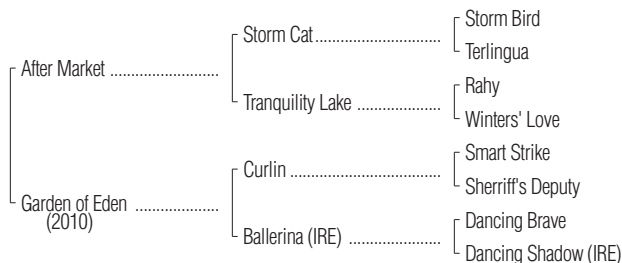 Storm Bird
Storm Cat
Terlingua
After Market
Rahy
Tranquility Lake
Winters' Love
Smart Strike
Curlin
Sherriff's Deputy
Garden of Eden
(2010)
Dancing Brave
Ballerina (IRE)
Dancing Shadow (IRE)